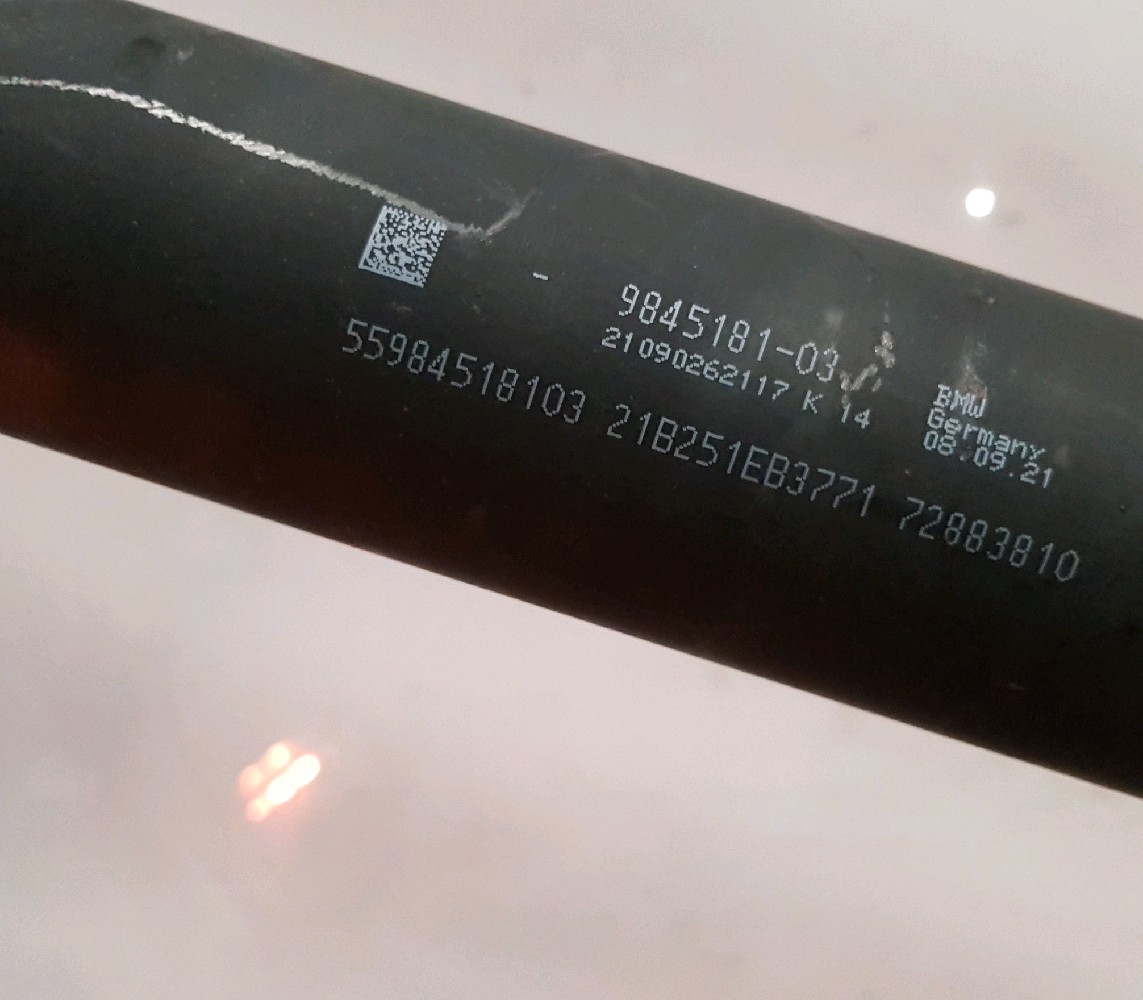 - 9845181-03
21090262117 K 14
BMW
Germany
08.09.21
55984518103 21B251EB3771 72883810